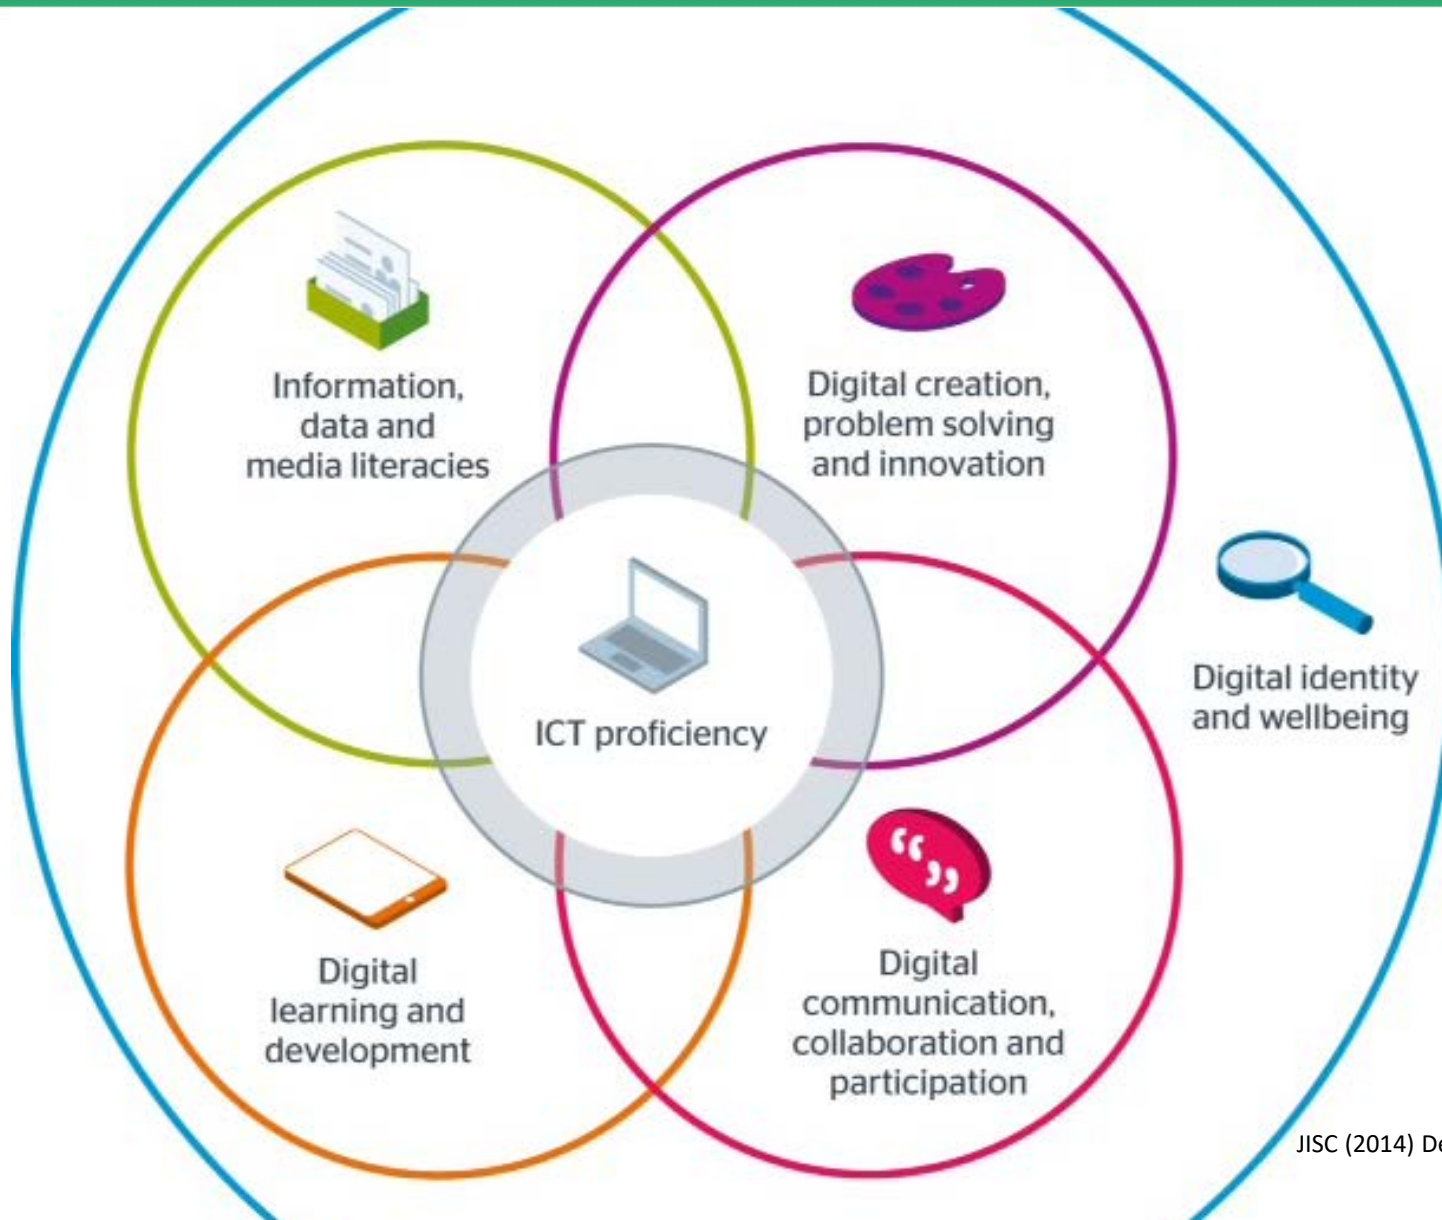 Information,
data and
media literacies
Digital creation,
problem solving
and innovation
ICT proficiency
Digital identity
and wellbeing
Digital
learning and
development
Digital
communication,
collaboration and
participation
JISC (2014) De